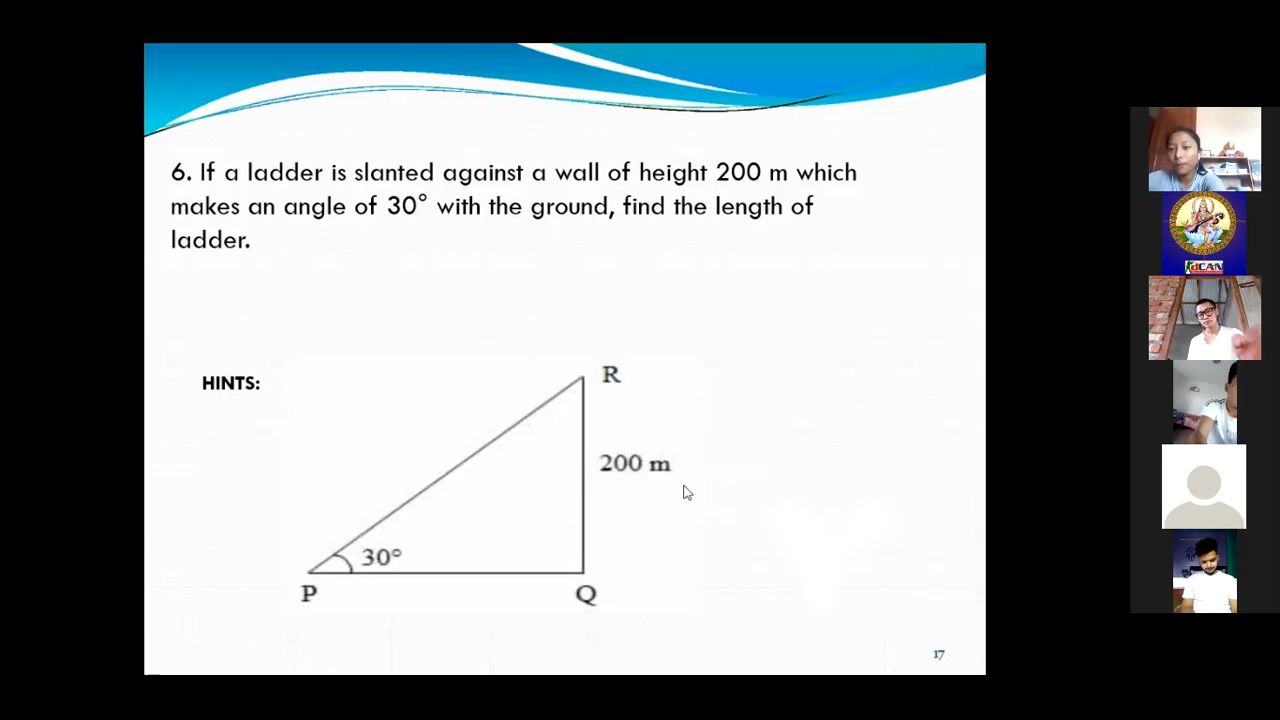 6. If a ladder is slanted against a wall of height 200 m which
makes an angle of 30° with the ground, find the length of
ladder.
HINTS:
R
200 m
30°
P
Q
17